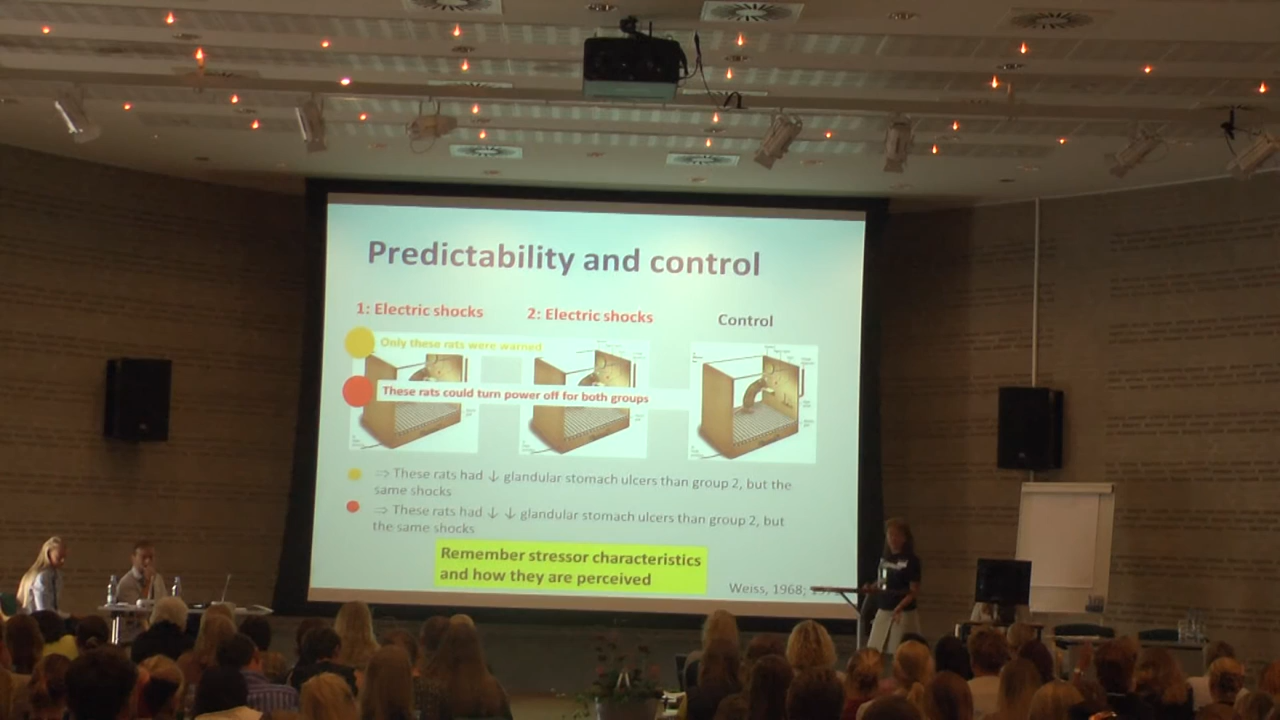 Predictability and control
1: Electric shocks
2: Electric shocks
Control
Only these rats were warned
These rats could turn power off for both groups
⇒ These rats had ↓ glandular stomach ulcers than group 2, but the
same shocks
⇒ These rats had ↓ ↓ glandular stomach ulcers than group 2, but
the same shocks
Remember stressor characteristics
and how they are perceived
Weiss, 1968;